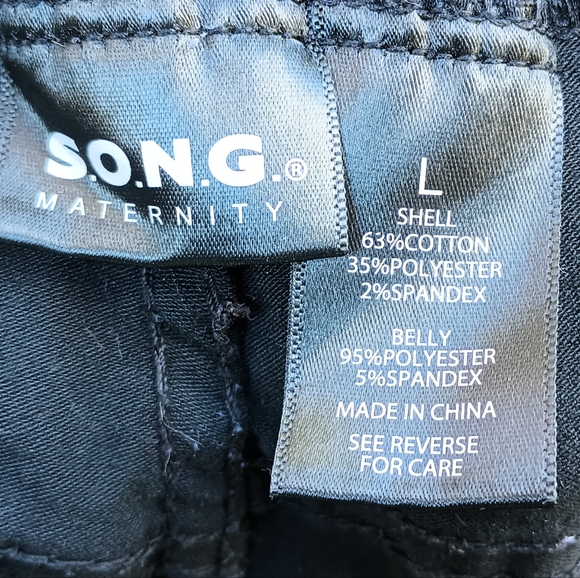 S.O.N.G.®
MATERNITY
L
SHELL
63%COTTON
35%POLYESTER
2%SPANDEX
BELLY
95%POLYESTER
5%SPANDEX
MADE IN CHINA
SEE REVERSE
FOR CARE